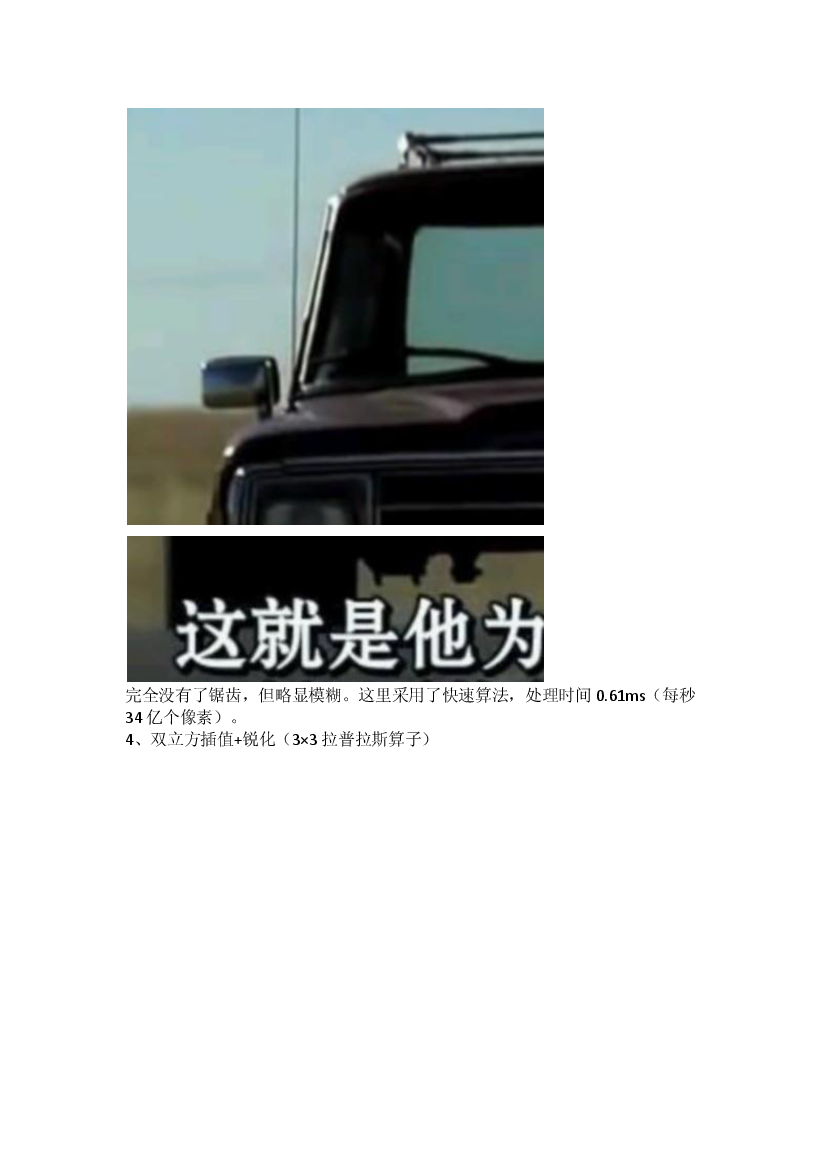 这就是他为
完全没有了锯齿，但略显模糊。这里采用了快速算法，处理时间 0.61ms（每秒
34 亿个像素）。
4、双立方插值+锐化（3×3 拉普拉斯算子）